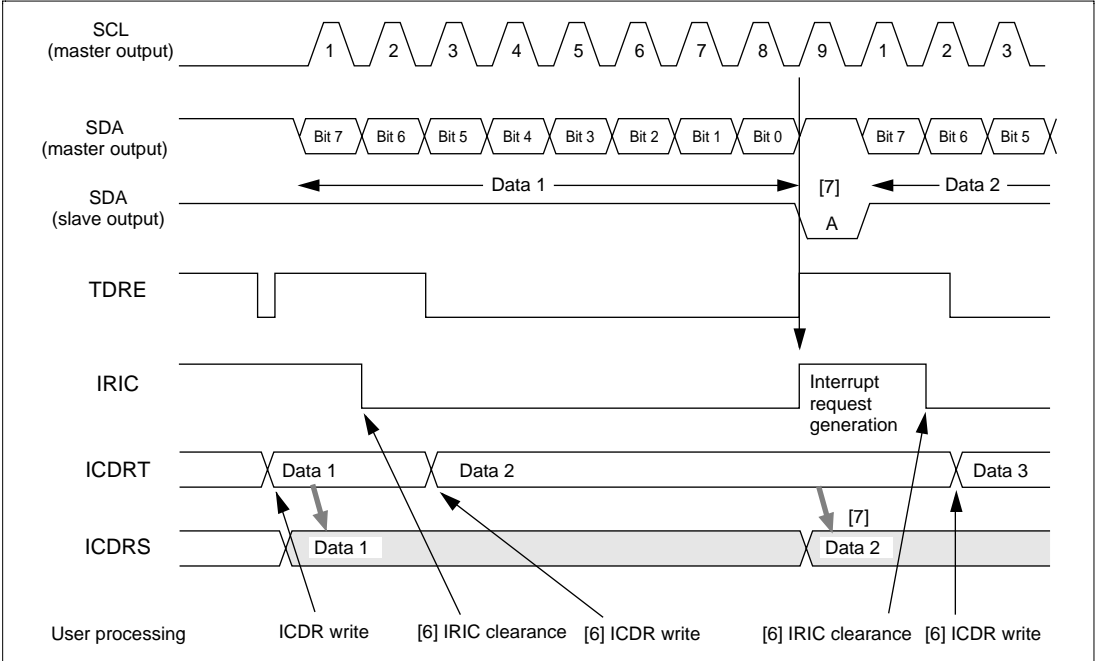 SCL
(master output)
1 2 3 4 5 6 7 8 9 1 2 3
SDA
(master output)
Bit 7 Bit 6 Bit 5 Bit 4 Bit 3 Bit 2 Bit 1 Bit 0 Bit 7 Bit 6 Bit 5
Data 1 [7] Data 2
SDA
(slave output)
A
TDRE
IRIC
Interrupt
request
generation
ICDRT
Data 1 Data 2 Data 3
[7]
ICDRS
Data 1 Data 2
User processing
ICDR write [6] IRIC clearance [6] ICDR write [6] IRIC clearance [6] ICDR write